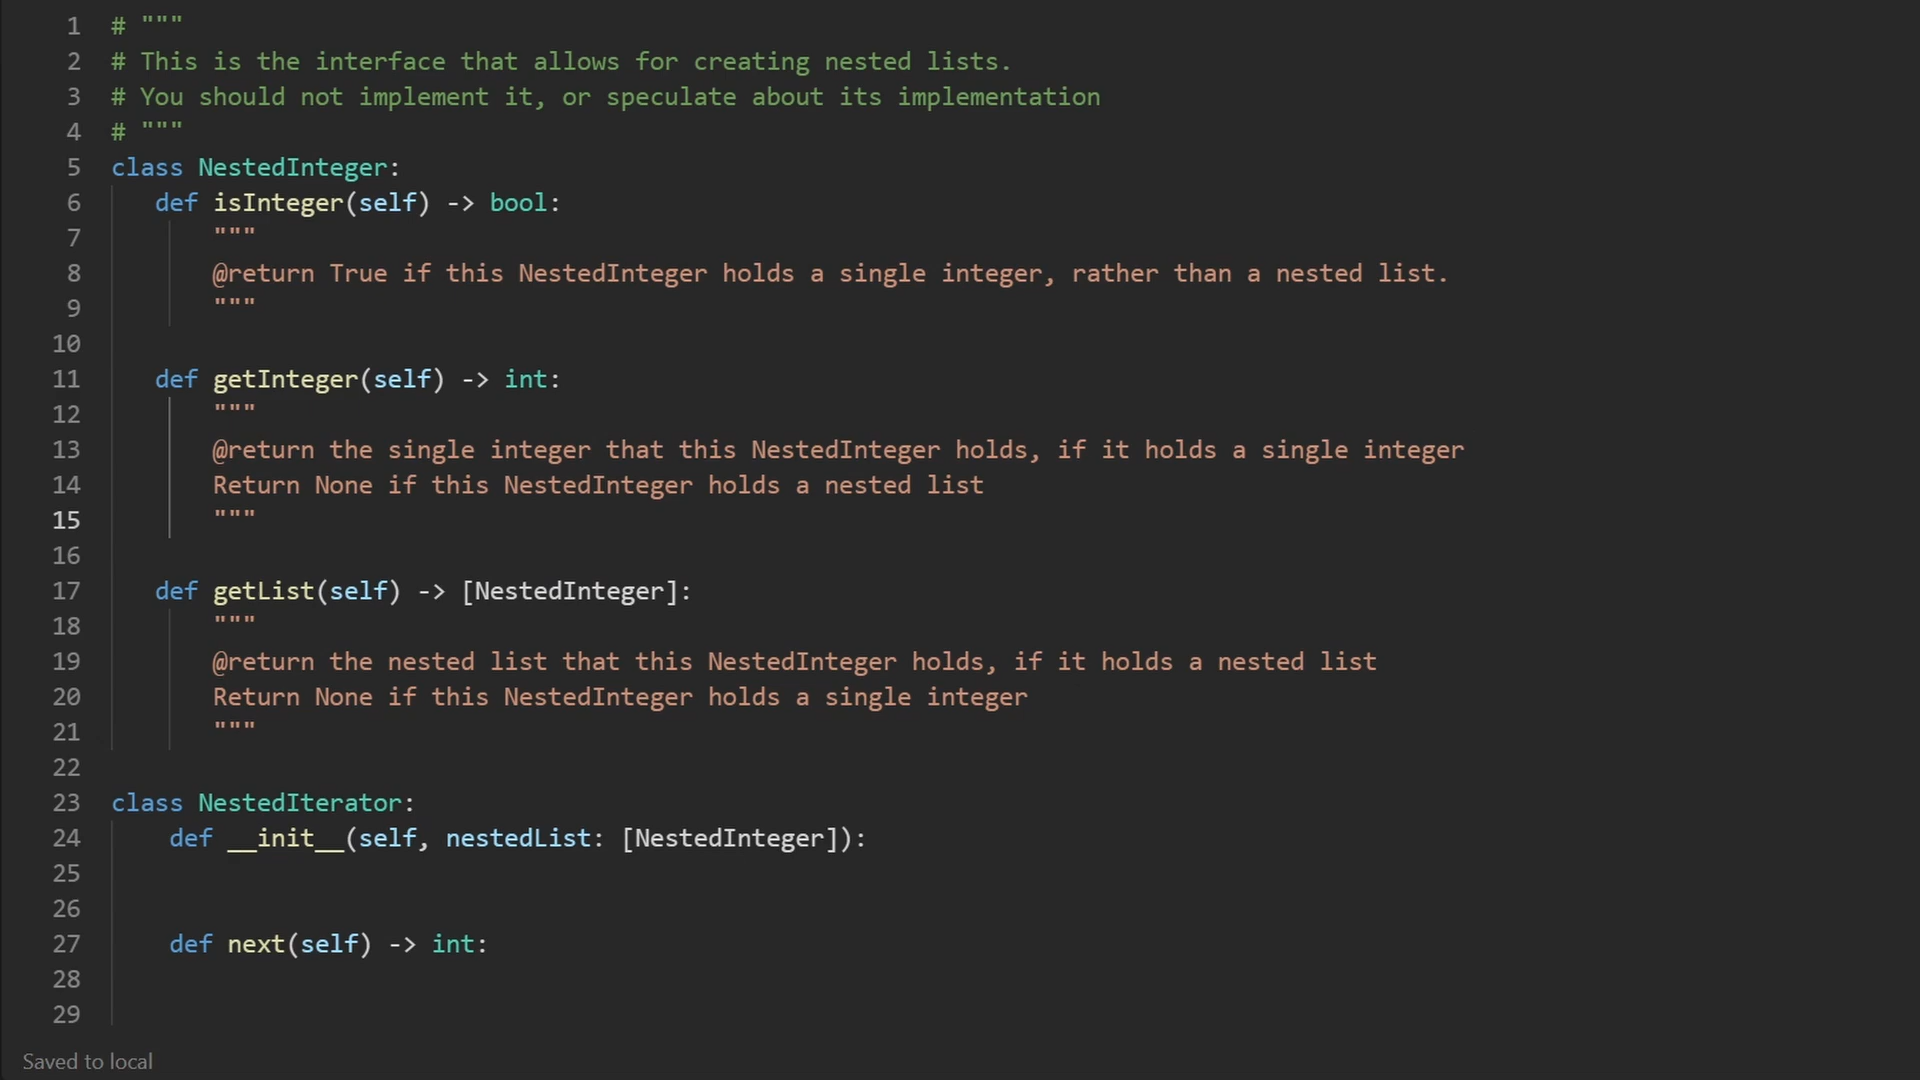 1 # """
2 # This is the interface that allows for creating nested lists.
3 # You should not implement it, or speculate about its implementation
4 # """
5 class NestedInteger:
6    def isInteger(self) -> bool:
7        """
8        @return True if this NestedInteger holds a single integer, rather than a nested list.
9        """
10
11    def getInteger(self) -> int:
12        """
13        @return the single integer that this NestedInteger holds, if it holds a single integer
14        Return None if this NestedInteger holds a nested list
15        """
16
17    def getList(self) -> [NestedInteger]:
18        """
19        @return the nested list that this NestedInteger holds, if it holds a nested list
20        Return None if this NestedInteger holds a single integer
21        """
22
23 class NestedIterator:
24     def __init__(self, nestedList: [NestedInteger]):
25
26
27     def next(self) -> int:
28
29
Saved to local